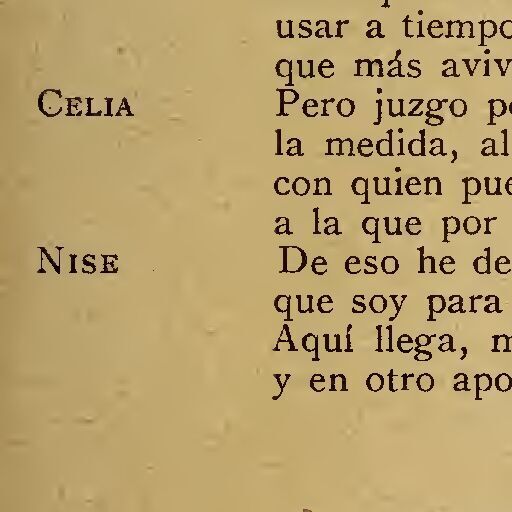 usar a tiempo
que más aviv
CELIA Pero juzgo p
la medida, al
con quien pue
a la que por
NISE De eso he de
que soy para
Aquí llega, m
y en otro apo